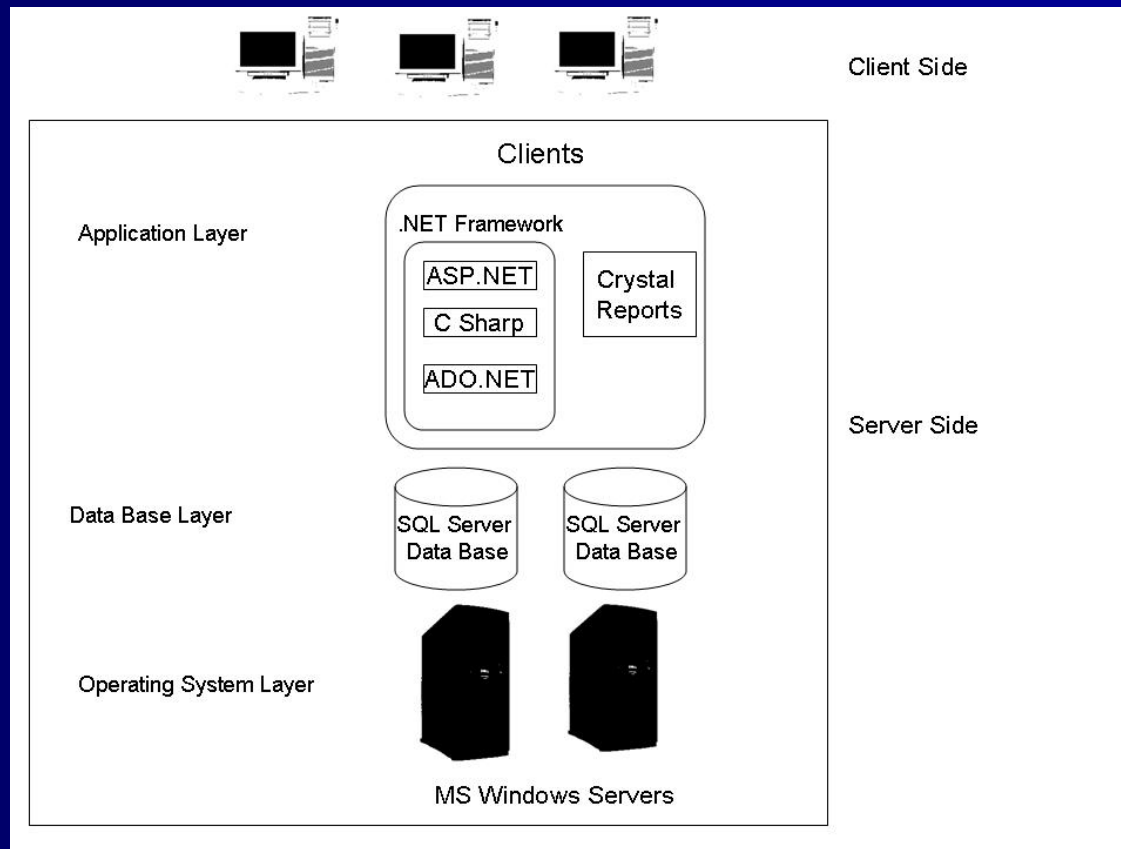 Client Side
Clients
Application Layer
.NET Framework
ASP.NET
C Sharp
ADO.NET
Crystal
Reports
Server Side
Data Base Layer
SQL Server
Data Base
SQL Server
Data Base
Operating System Layer
MS Windows Servers